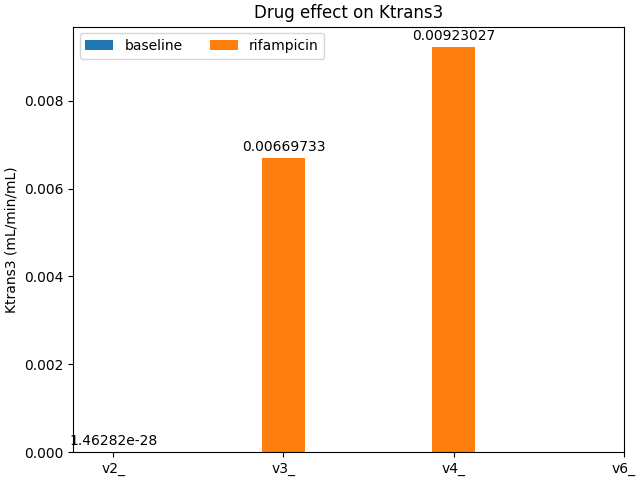 Drug effect on Ktrans3
baseline
rifampicin
0.00923027
0.00669733
1.46282e-28
Ktrans3 (mL/min/mL)
0.008
0.006
0.004
0.002
0.000
v2_
v3_
v4_
v6_